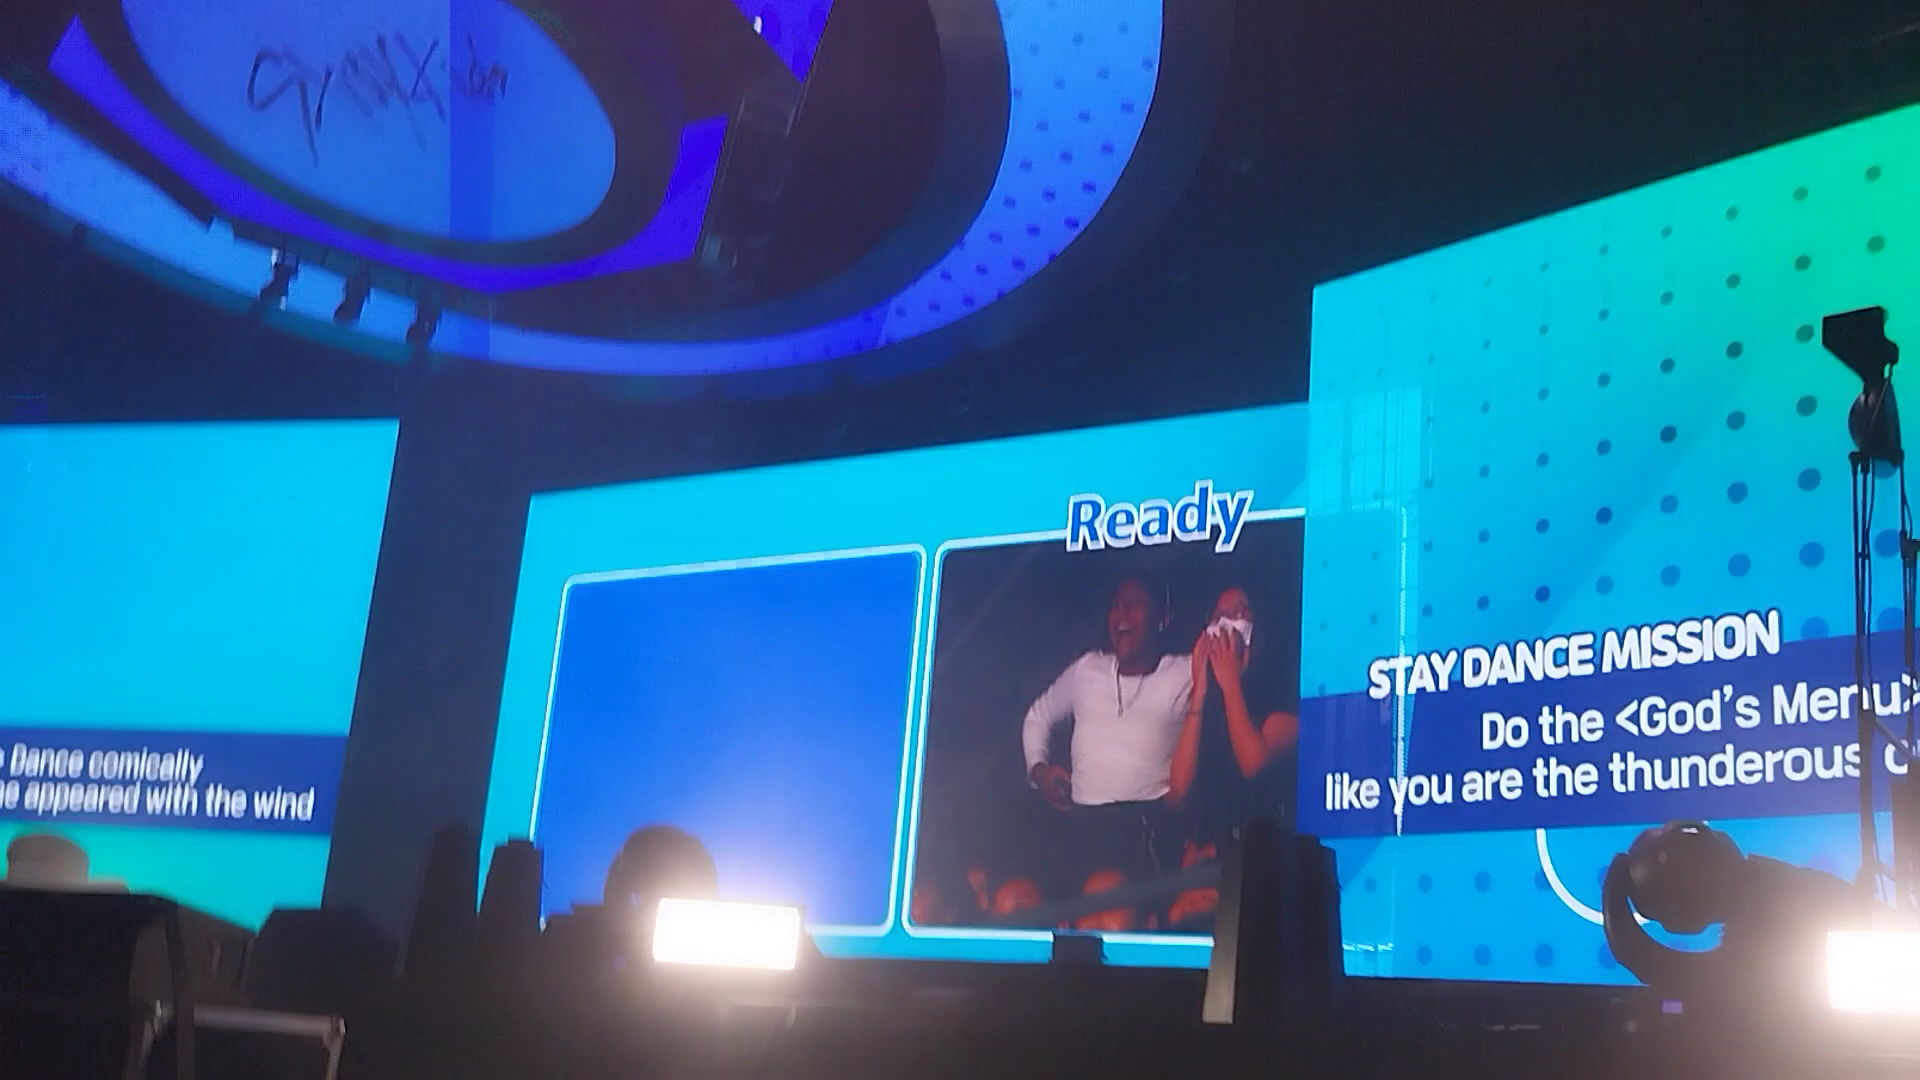 Ready
Dance comically
appeared with the wind
STAY DANCE MISSION
Do the <God's Menu>
like you are the thunderous